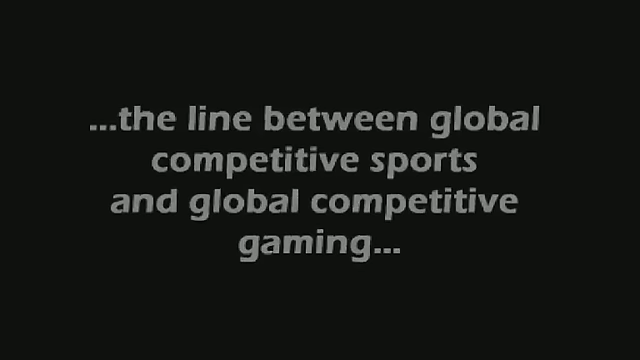 ...the line between global
competitive sports
and global competitive
gaming...